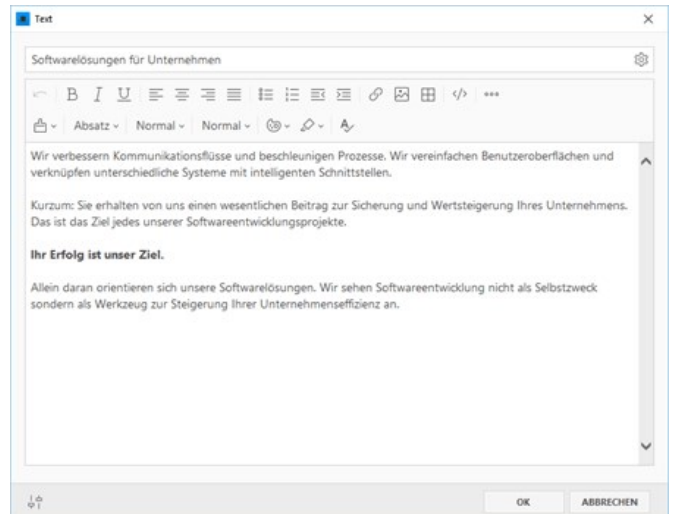 Text
Softwarelösungen für Unternehmen
B I U
Absatz Normal Normal
Wir verbessern Kommunikationsflüsse und beschleunigen Prozesse. Wir vereinfachen Benutzeroberflächen und
verknüpfen unterschiedliche Systeme mit intelligenten Schnittstellen.
Kurzum: Sie erhalten von uns einen wesentlichen Beitrag zur Sicherung und Wertsteigerung Ihres Unternehmens.
Das ist das Ziel jedes unserer Softwareentwicklungsprojekte.
Ihr Erfolg ist unser Ziel.
Allein daran orientieren sich unsere Softwarelösungen. Wir sehen Softwareentwicklung nicht als Selbstzweck
sondern als Werkzeug zur Steigerung Ihrer Unternehmenseffizienz an.
OK ABBRECHEN